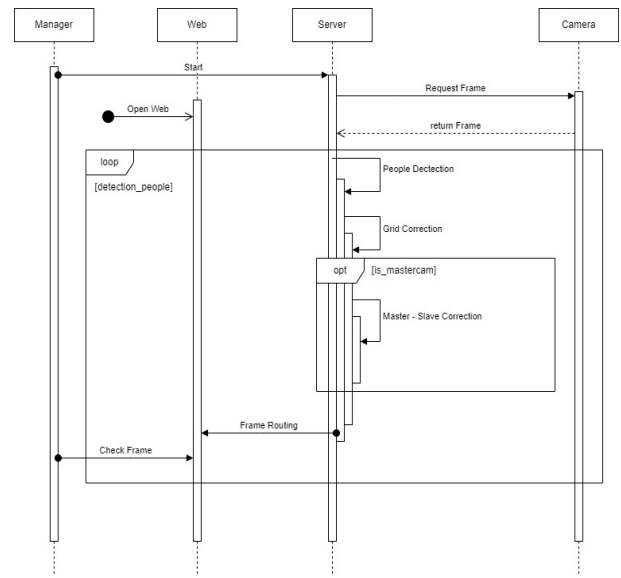 Manager
Web
Server
Camera
Start
Request Frame
Open Web
return Frame
loop
[detection_people]
People Dectection
Grid Correction
opt
[is_mastercam]
Master - Slave Correction
Frame Routing
Check Frame